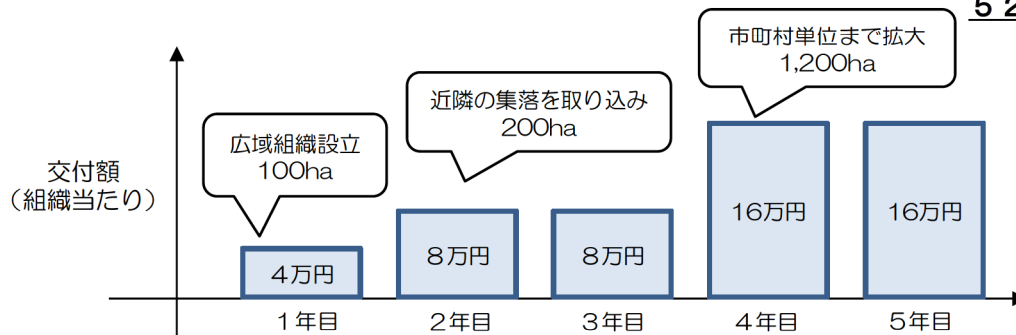 ５２
市町村単位まで拡大
1,200ha
近隣の集落を取り込み
200ha
広域組織設立
100ha
交付額
（組織当たり）
４万円
８万円
８万円
16万円
16万円
１年目
２年目
３年目
４年目
５年目